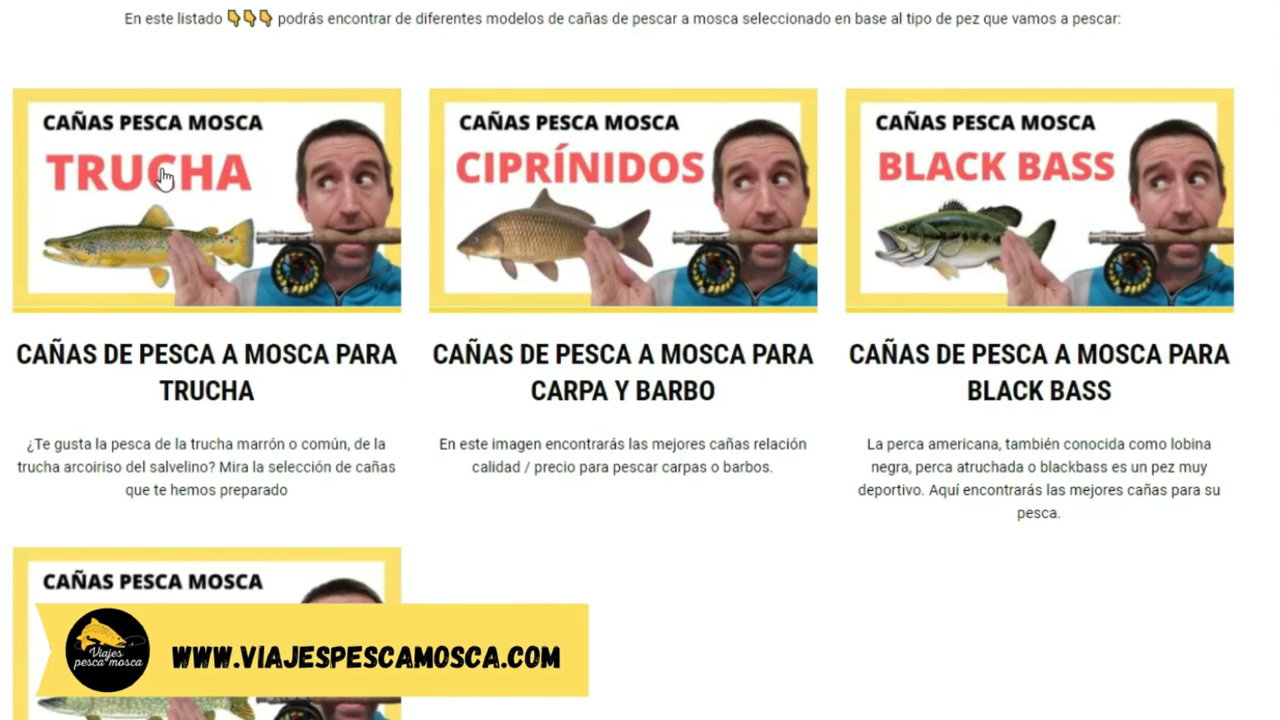 En este listado 👇👇👇 podrás encontrar de diferentes modelos de cañas de pescar a mosca seleccionado en base al tipo de pez que vamos a pescar:
CAÑAS PESCA MOSCA
TRUCHA
CAÑAS PESCA MOSCA
CIPRÍNIDOS
CAÑAS PESCA MOSCA
BLACK BASS
CAÑAS DE PESCA A MOSCA PARA
TRUCHA
CAÑAS DE PESCA A MOSCA PARA
CARPA Y BARBO
CAÑAS DE PESCA A MOSCA PARA
BLACK BASS
¿Te gusta la pesca de la trucha marrón o común, de la
trucha arcoiriso del salvelino? Mira la selección de cañas
que te hemos preparado
En este imagen encontrarás las mejores cañas relación
calidad / precio para pescar carpas o barbos.
La perca americana, también conocida como lobina
negra, perca atruchada o blackbass es un pez muy
deportivo. Aquí encontrarás las mejores cañas para su
pesca.
CAÑAS PESCA MOSCA
Viajes
pesca mosca
WWW.VIAJESPESCAMOSCA.COM